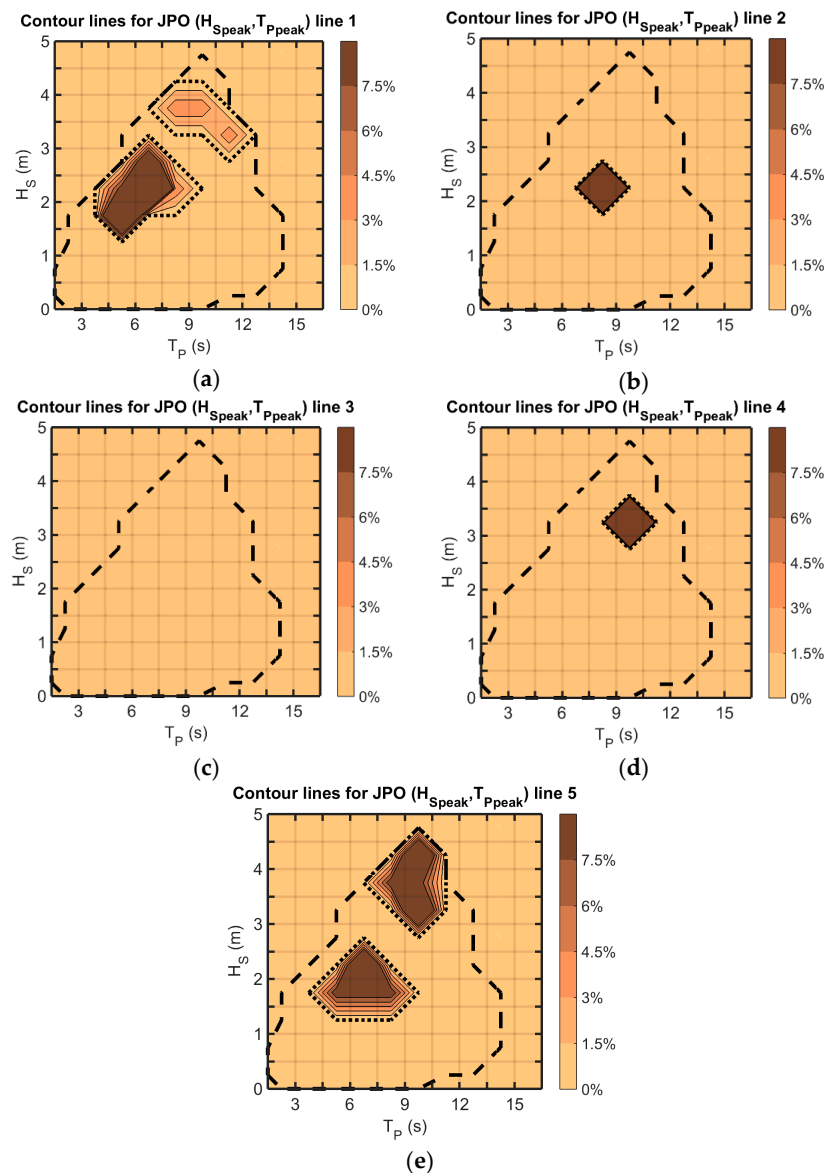 Contour lines for JPO (H_Speak,T_Ppeak) line 1
5
4
3
2
1
0
H_S (m)
3 6 9 12 15
T_P (s)
7.5%
6%
4.5%
3%
1.5%
0%
(a)
Contour lines for JPO (H_Speak,T_Ppeak) line 2
5
4
3
2
1
0
H_S (m)
3 6 9 12 15
T_P (s)
7.5%
6%
4.5%
3%
1.5%
0%
(b)
Contour lines for JPO (H_Speak,T_Ppeak) line 3
5
4
3
2
1
0
H_S (m)
3 6 9 12 15
T_P (s)
7.5%
6%
4.5%
3%
1.5%
0%
(c)
Contour lines for JPO (H_Speak,T_Ppeak) line 4
5
4
3
2
1
0
H_S (m)
3 6 9 12 15
T_P (s)
7.5%
6%
4.5%
3%
1.5%
0%
(d)
Contour lines for JPO (H_Speak,T_Ppeak) line 5
5
4
3
2
1
0
H_S (m)
3 6 9 12 15
T_P (s)
7.5%
6%
4.5%
3%
1.5%
0%
(e)